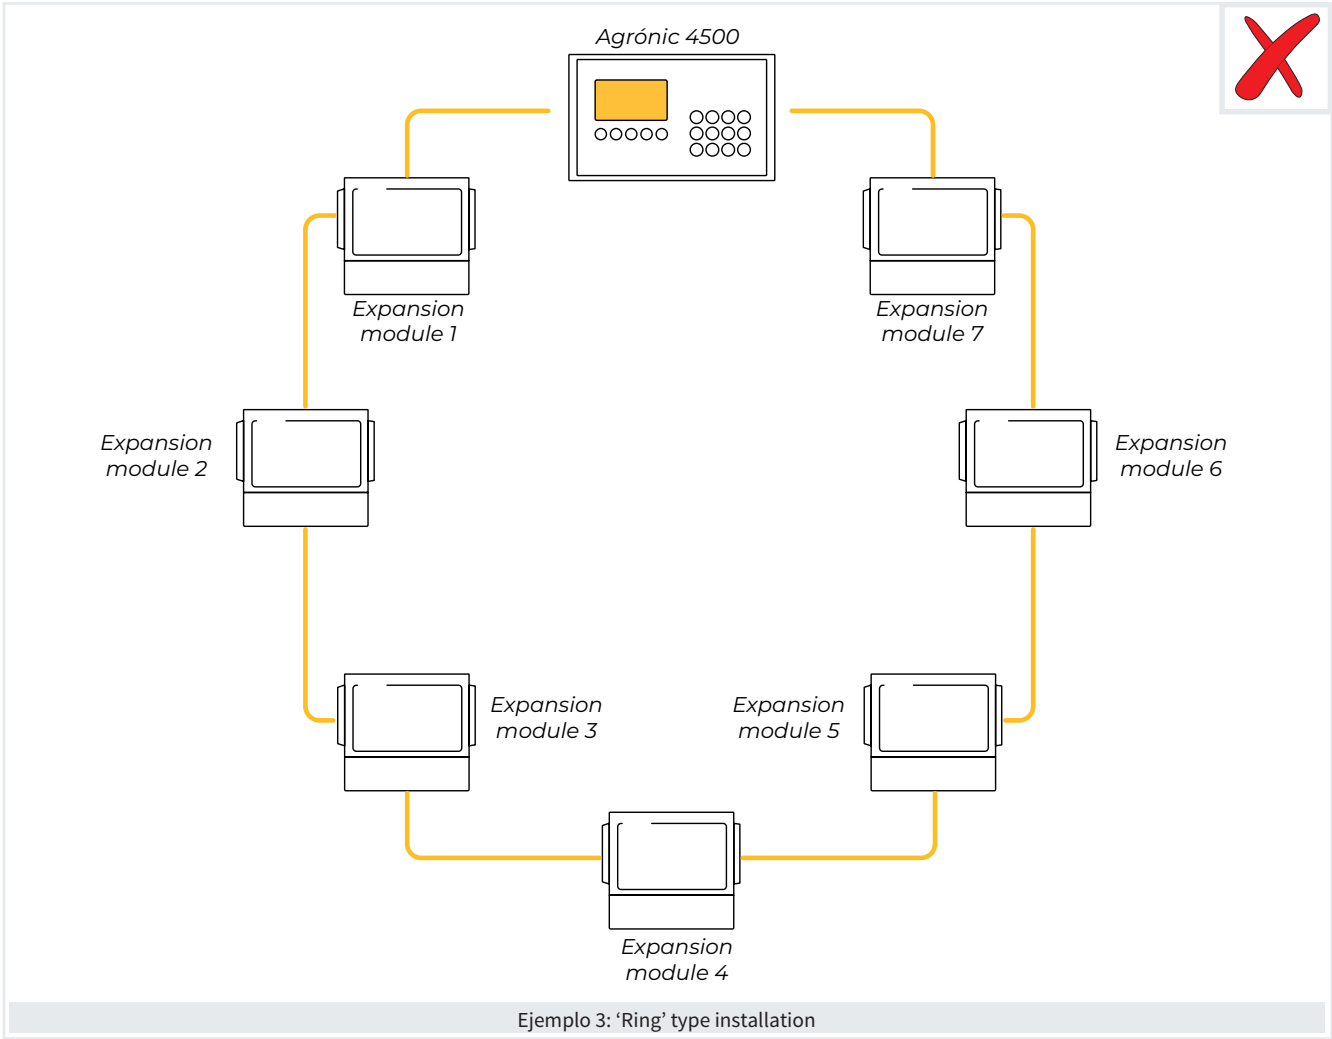 Agrónic 4500
Expansion
module 1
Expansion
module 7
Expansion
module 2
Expansion
module 6
Expansion
module 3
Expansion
module 5
Expansion
module 4
Ejemplo 3: ‘Ring’ type installation